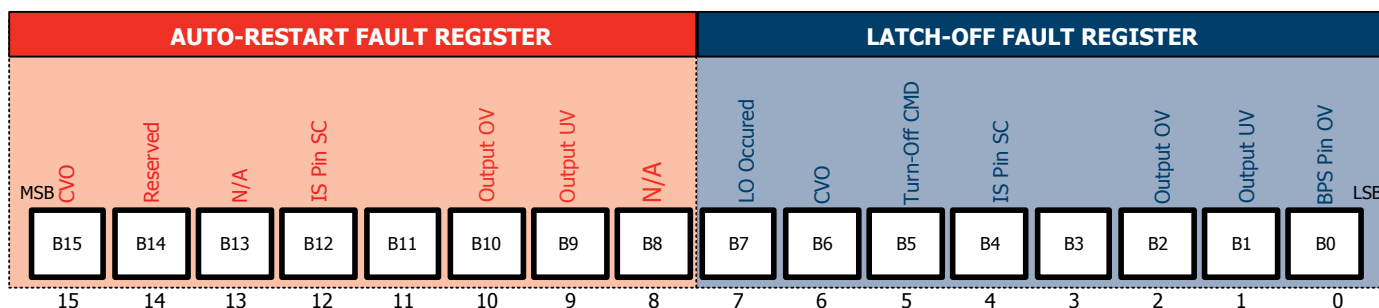 AUTO-RESTART FAULT REGISTER
LATCH-OFF FAULT REGISTER
CVO
Reserved
N/A
IS Pin SC
Output OV
Output UV
N/A
LO Occured
CVO
Turn-Off CMD
IS Pin SC
Output OV
Output UV
BPS Pin OV
MSB
LSB
B15 B14 B13 B12 B11 B10 B9 B8 B7 B6 B5 B4 B3 B2 B1 B0
15 14 13 12 11 10 9 8 7 6 5 4 3 2 1 0